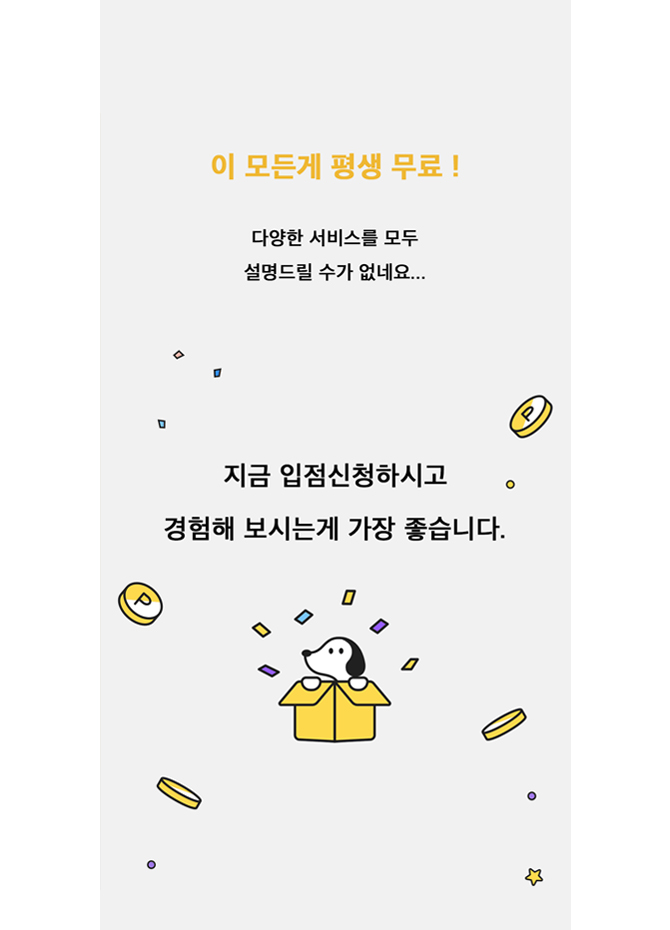 이 모든게 평생 무료 !
다양한 서비스를 모두
설명드릴 수가 없네요...
지금 입점신청하시고
P
경험해 보시는게 가장 좋습니다.
P